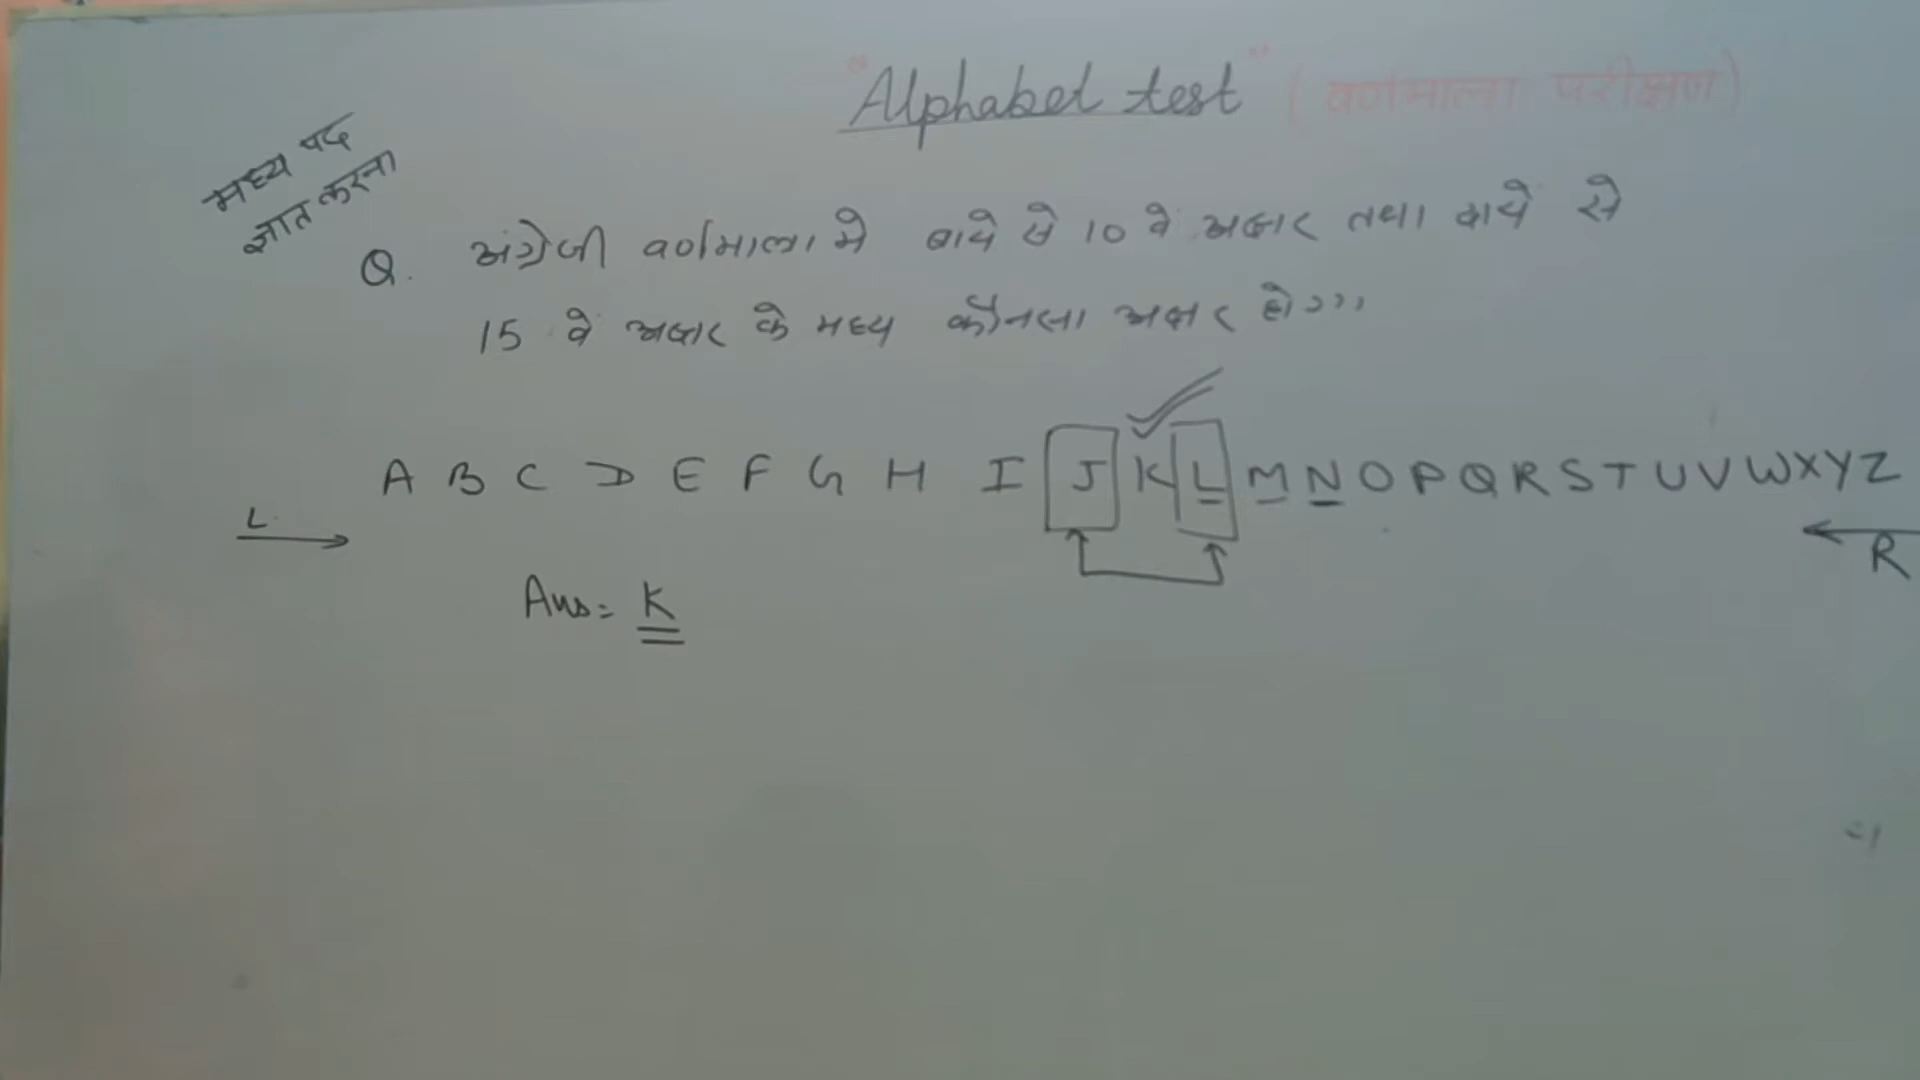 "Alphabet test" (वर्णमाला परीक्षण)
मध्य पद
ज्ञात करना
Q. अंग्रेजी वर्णमाला मे बाये से 10 वे अक्षर तथा दाये से
15 वे अक्षर के मध्य कौनसा अक्षर होगा
A B C D E F G H I J K L M N O P Q R S T U V W X Y Z
L
R
Ans = K